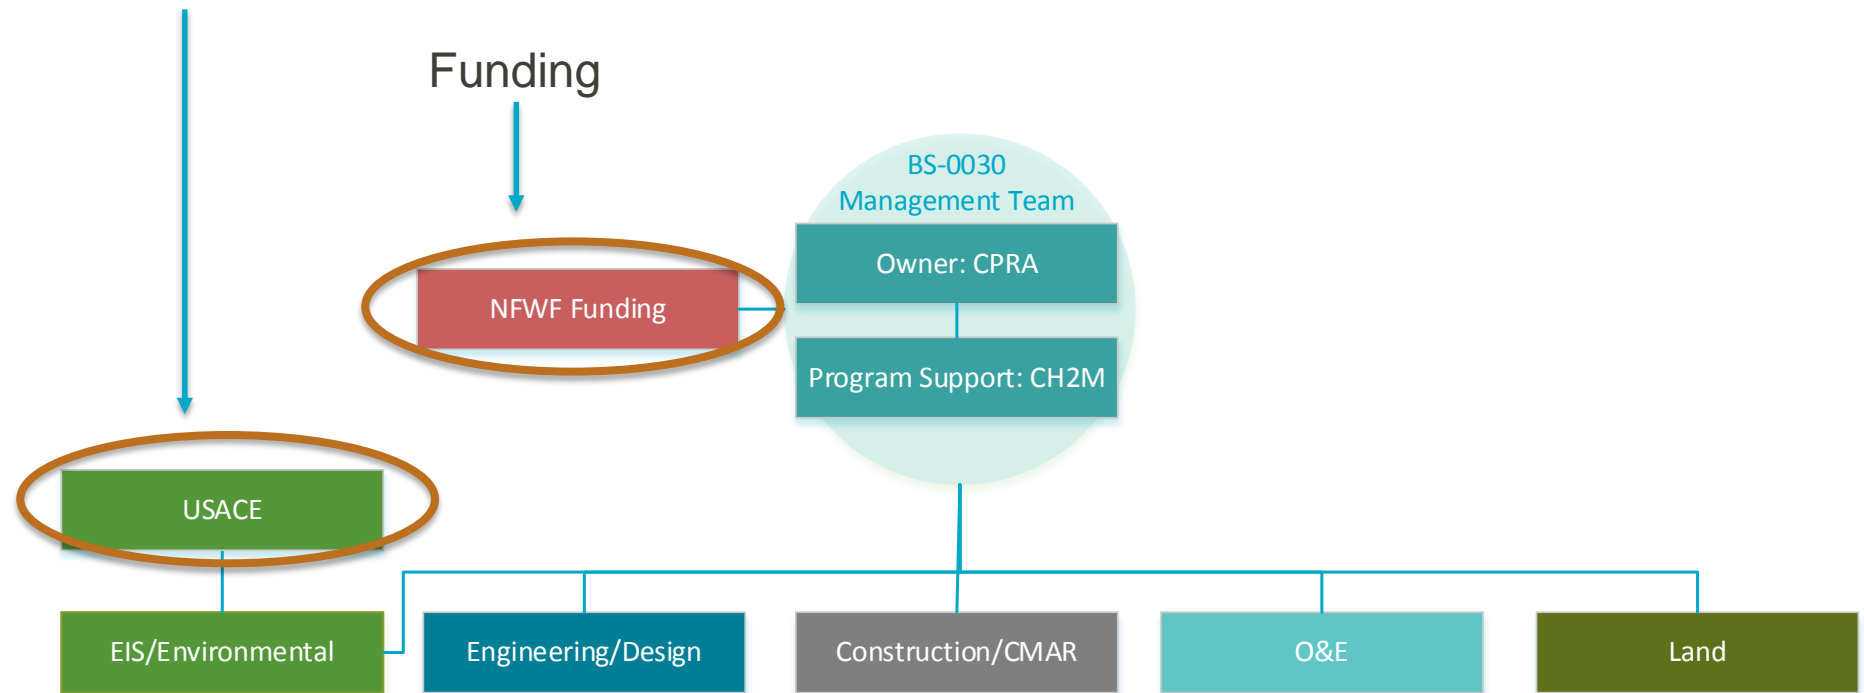 Funding
BS-0030
Management Team
Owner: CPRA
NFWF Funding
Program Support: CH2M
USACE
EIS/Environmental
Engineering/Design
Construction/CMAR
O&E
Land